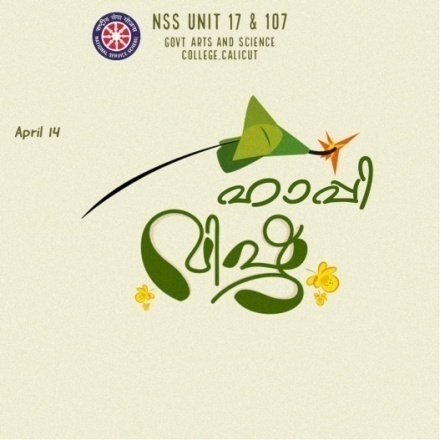 NSS UNIT 17 & 107
GOVT ARTS AND SCIENCE
COLLEGE,CALICUT
April 14
ഹാപ്പി
വിഷു